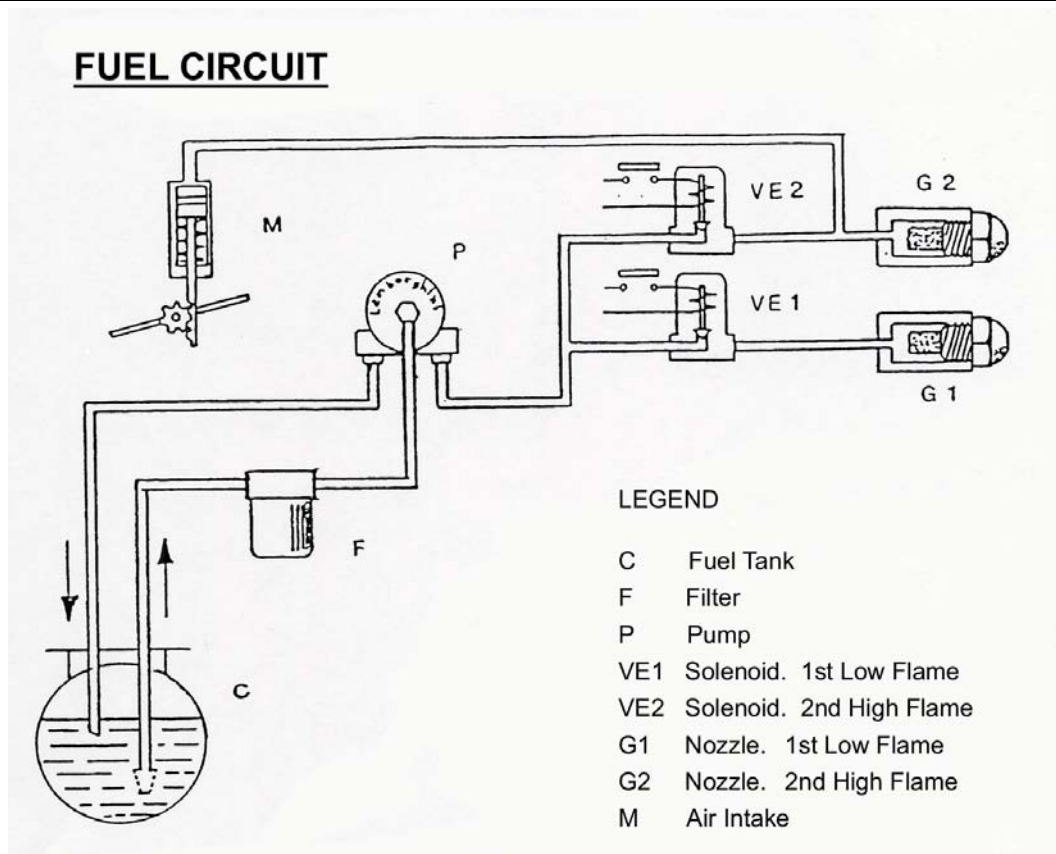 FUEL CIRCUIT
G 2
VE 2
M
P
Lamborghini
VE 1
G 1
LEGEND
F
C Fuel Tank
F Filter
P Pump
VE1 Solenoid. 1st Low Flame
C
VE2 Solenoid. 2nd High Flame
G1 Nozzle. 1st Low Flame
G2 Nozzle. 2nd High Flame
M Air Intake